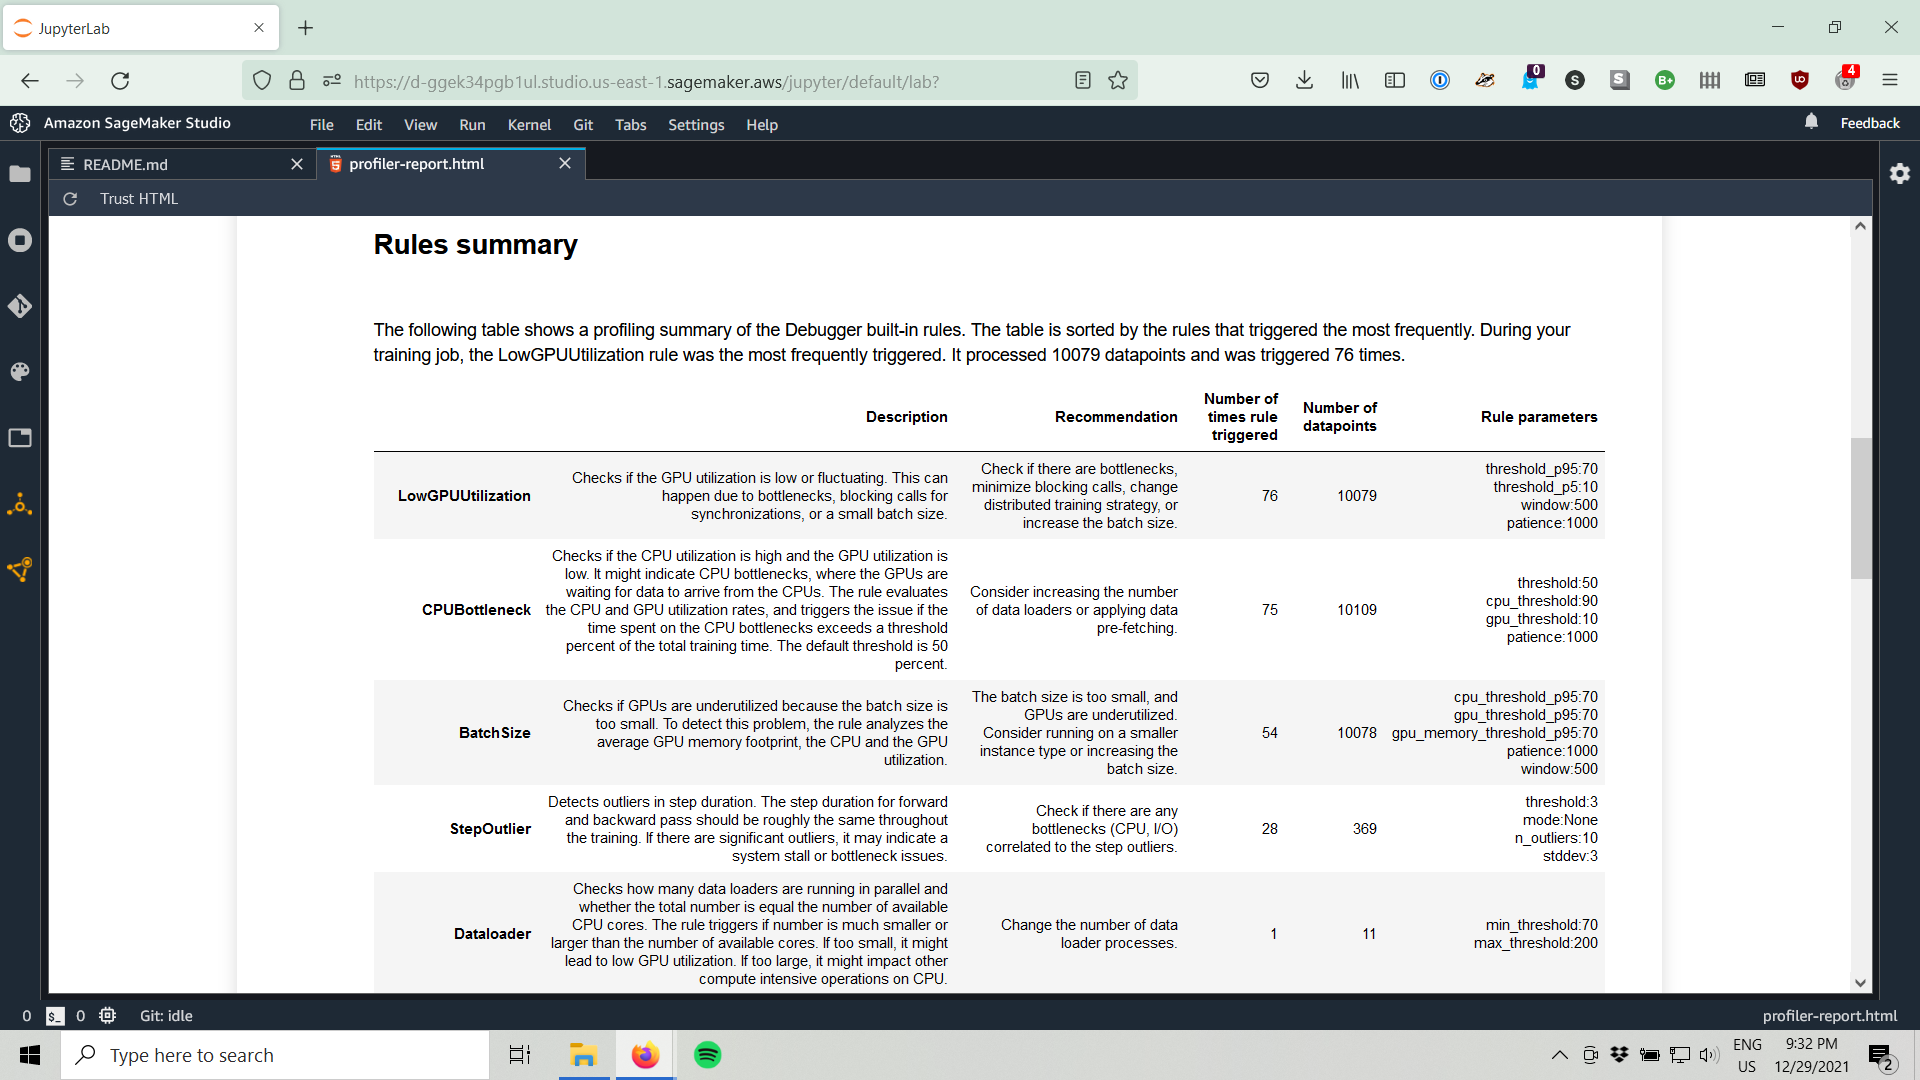 JupyterLab
https://d-ggek34pgb1ul.studio.us-east-1.sagemaker.aws/jupyter/default/lab?
0
S
S
B+
UO
4
Amazon SageMaker Studio
File Edit View Run Kernel Git Tabs Settings Help
Feedback
README.md
profiler-report.html
Trust HTML
Rules summary
The following table shows a profiling summary of the Debugger built-in rules. The table is sorted by the rules that triggered the most frequently. During your
training job, the LowGPUUtilization rule was the most frequently triggered. It processed 10079 datapoints and was triggered 76 times.
Description
Recommendation
Number of
times rule
triggered
Number of
datapoints
Rule parameters
LowGPUUtilization
Checks if the GPU utilization is low or fluctuating. This can
happen due to bottlenecks, blocking calls for
synchronizations, or a small batch size.
Check if there are bottlenecks,
minimize blocking calls, change
distributed training strategy, or
increase the batch size.
76
10079
threshold_p95:70
threshold_p5:10
window:500
patience:1000
CPUBottleneck
Checks if the CPU utilization is high and the GPU utilization is
low. It might indicate CPU bottlenecks, where the GPUs are
waiting for data to arrive from the CPUs. The rule evaluates
the CPU and GPU utilization rates, and triggers the issue if the
time spent on the CPU bottlenecks exceeds a threshold
percent of the total training time. The default threshold is 50
percent.
Consider increasing the number
of data loaders or applying data
pre-fetching.
75
10109
threshold:50
cpu_threshold:90
gpu_threshold:10
patience:1000
BatchSize
Checks if GPUs are underutilized because the batch size is
too small. To detect this problem, the rule analyzes the
average GPU memory footprint, the CPU and the GPU
utilization.
The batch size is too small, and
GPUs are underutilized.
Consider running on a smaller
instance type or increasing the
batch size.
54
10078
cpu_threshold_p95:70
gpu_threshold_p95:70
gpu_memory_threshold_p95:70
patience:1000
window:500
StepOutlier
Detects outliers in step duration. The step duration for forward
and backward pass should be roughly the same throughout
the training. If there are significant outliers, it may indicate a
system stall or bottleneck issues.
Check if there are any
bottlenecks (CPU, I/O)
correlated to the step outliers.
28
369
threshold:3
mode:None
n_outliers:10
stddev:3
Dataloader
Checks how many data loaders are running in parallel and
whether the total number is equal the number of available
CPU cores. The rule triggers if number is much smaller or
larger than the number of available cores. If too small, it might
lead to low GPU utilization. If too large, it might impact other
compute intensive operations on CPU.
Change the number of data
loader processes.
1
11
min_threshold:70
max_threshold:200
0 $_ 0 Git: idle
profiler-report.html
Type here to search
ENG
US
9:32 PM
12/29/2021
2